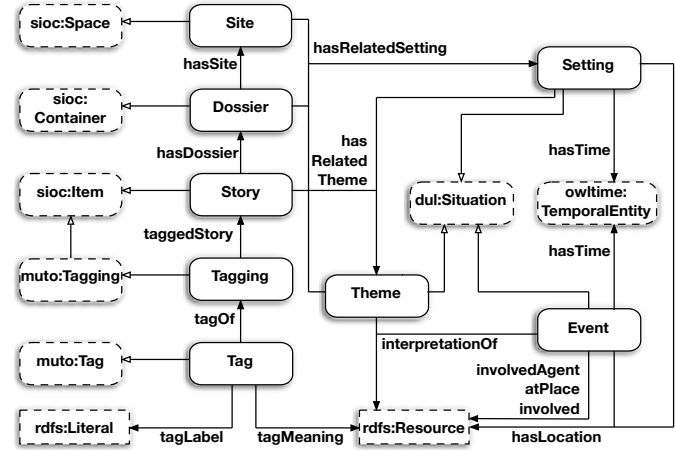 sioc:Space
Site
hasRelatedSetting
Setting
hasSite
sioc:
Container
Dossier
hasDossier
has
Related
Theme
hasTime
sioc:Item
Story
dul:Situation
owltime:
TemporalEntity
taggedStory
hasTime
muto:Tagging
Tagging
Theme
tagOf
Event
interpretationOf
muto:Tag
Tag
involvedAgent
atPlace
involved
rdfs:Literal
tagLabel
tagMeaning
rdfs:Resource
hasLocation